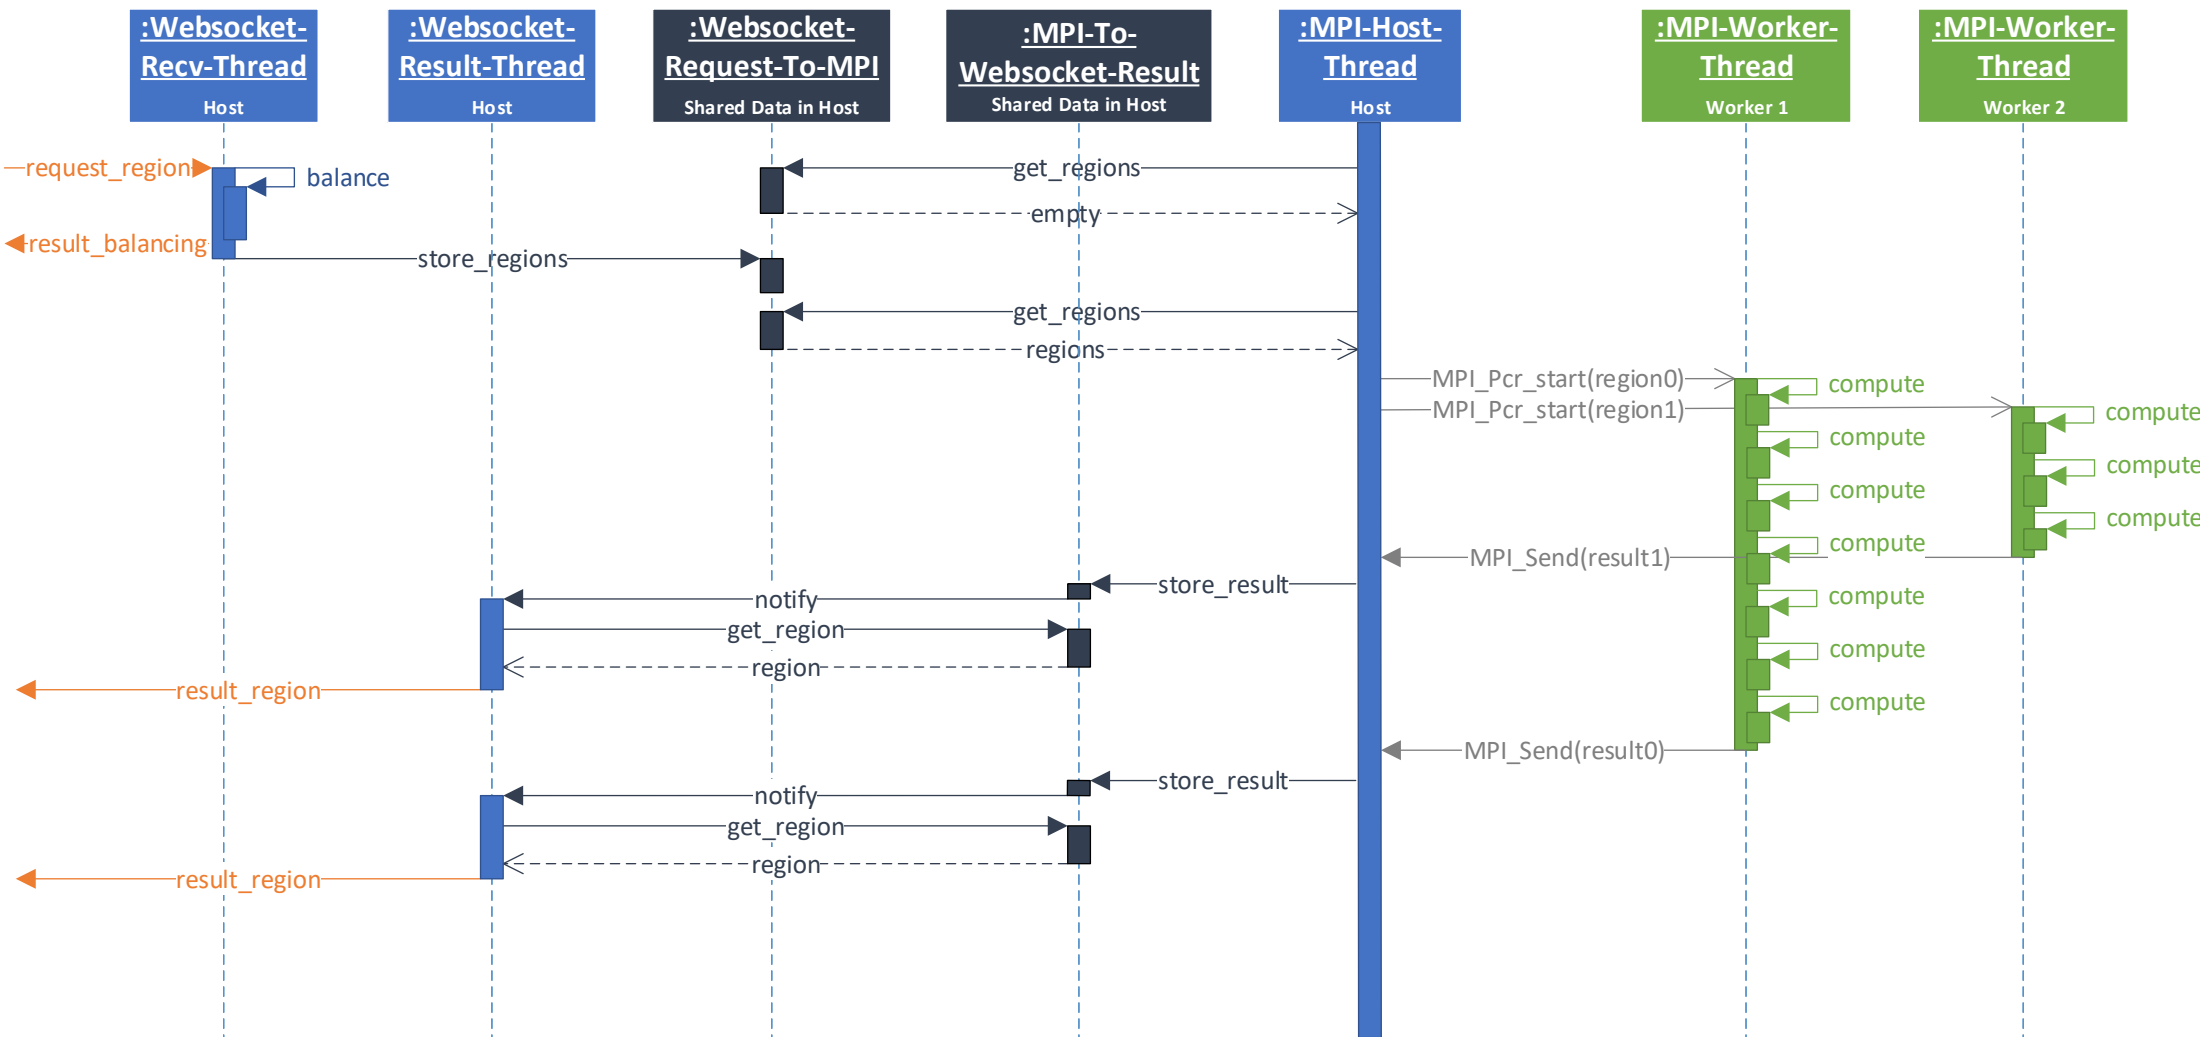 :Websocket-
Recv-Thread
Host
:Websocket-
Result-Thread
Host
:Websocket-
Request-To-MPI
Shared Data in Host
:MPI-To-
Websocket-Result
Shared Data in Host
:MPI-Host-
Thread
Host
:MPI-Worker-
Thread
Worker 1
:MPI-Worker-
Thread
Worker 2
request_region
balance
get_regions
empty
result_balancing
store_regions
get_regions
regions
MPI_Pcr_start(region0)
compute
MPI_Pcr_start(region1)
compute
compute
compute
compute
compute
compute
MPI_Send(result1)
store_result
notify
compute
get_region
compute
region
result_region
compute
MPI_Send(result0)
store_result
notify
get_region
region
result_region